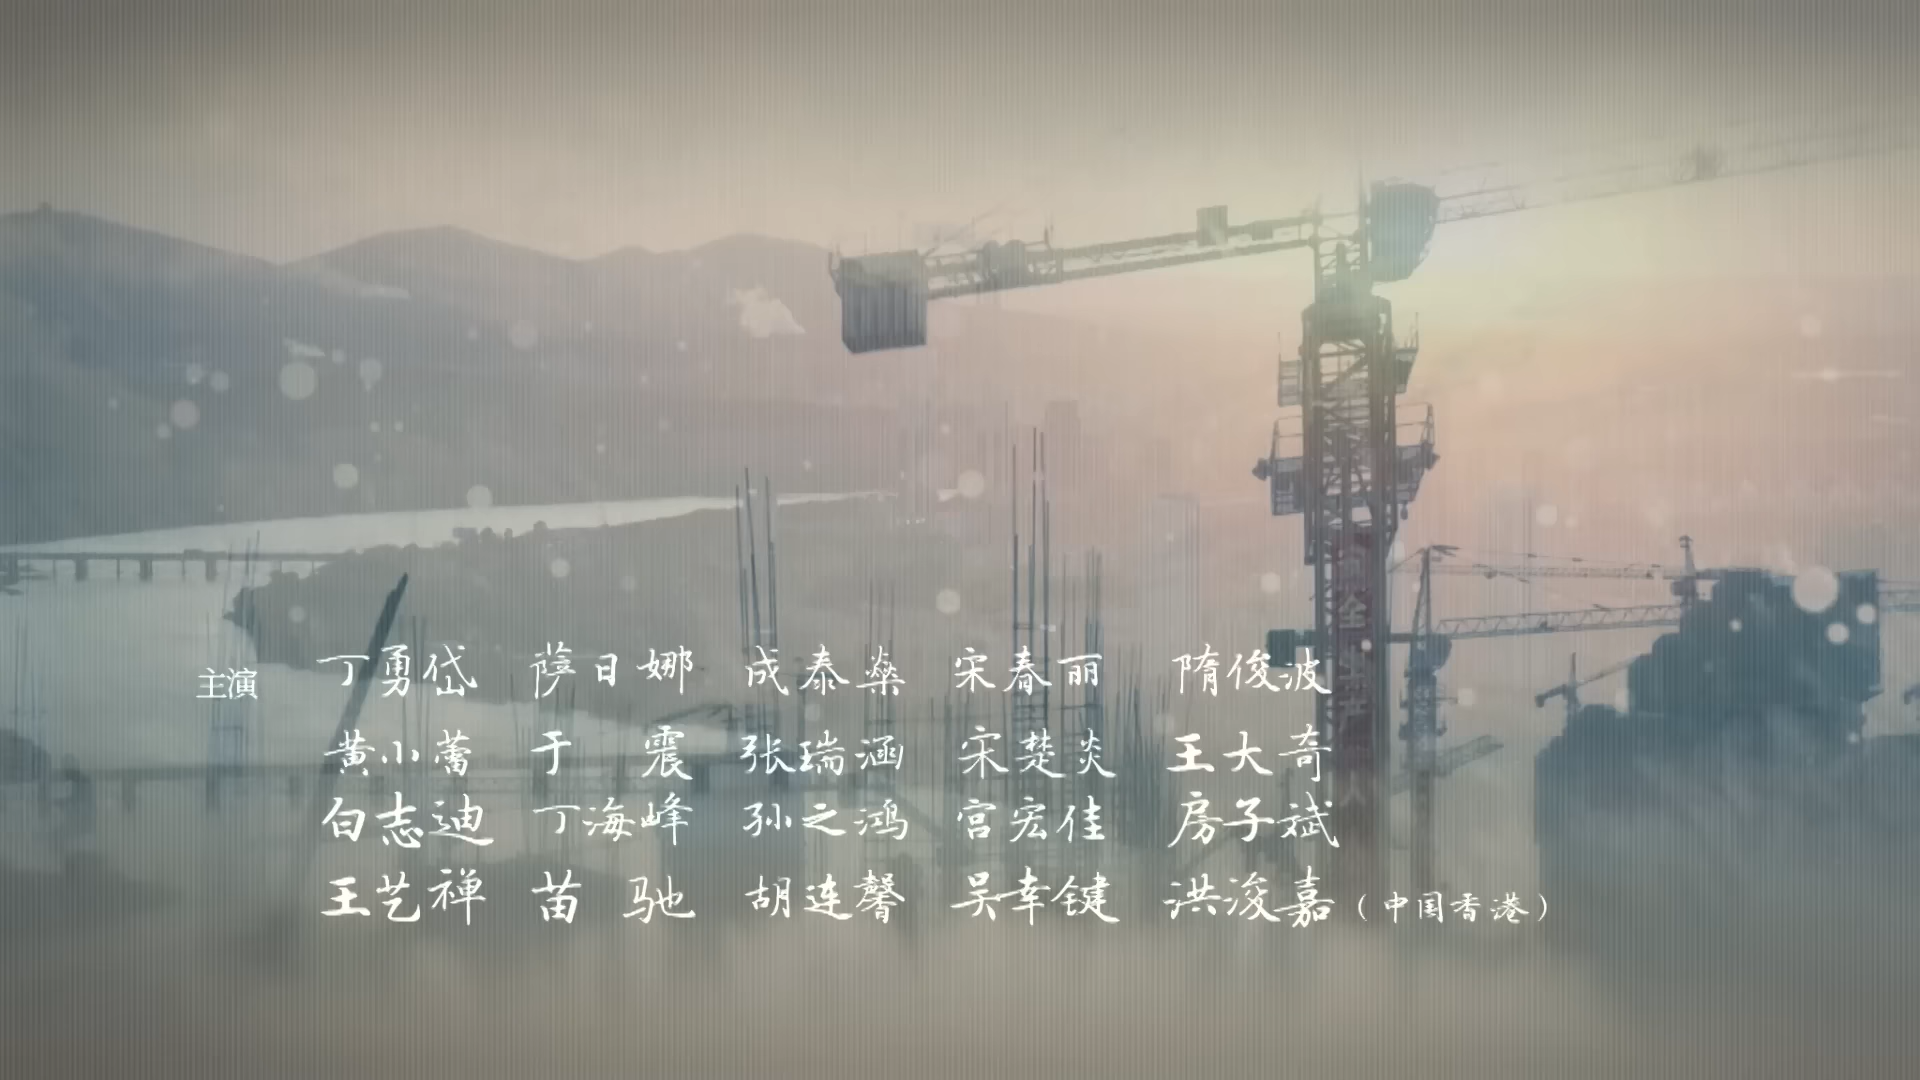 主演 丁勇岱 萨日娜 成泰燊 宋春丽 隋俊波
黄小蕾 于震 张瑞涵 宋楚炎 王大奇
白志迪 丁海峰 孙之鸿 宫宏佳 房子斌
王艺禅 苗驰 胡连馨 吴幸键 洪浚嘉（中国香港）